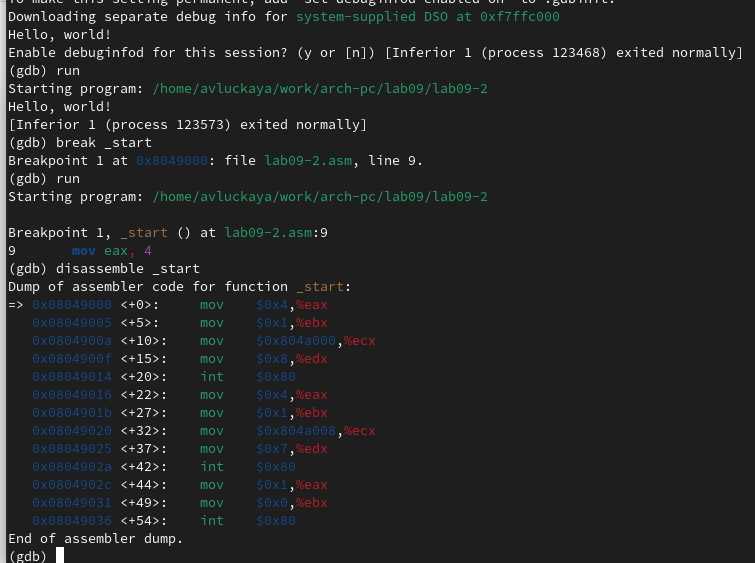 To make this setting permanent, add
Downloading separate debug info for system-supplied DSO at 0xf7ffc000
Hello, world!
Enable debuginfod for this session? (y or [n]) [Inferior 1 (process 123468) exited normally]
(gdb) run
Starting program: /home/avluckaya/work/arch-pc/lab09/lab09-2
Hello, world!
[Inferior 1 (process 123573) exited normally]
(gdb) break _start
Breakpoint 1 at 0x8049000: file lab09-2.asm, line 9.
(gdb) run
Starting program: /home/avluckaya/work/arch-pc/lab09/lab09-2
Breakpoint 1, _start () at lab09-2.asm:9
9 mov eax, 4
(gdb) disassemble _start
Dump of assembler code for function _start:
=> 0x08049000 <+0>: mov $0x4,%eax
0x08049005 <+5>: mov $0x1,%ebx
0x0804900a <+10>: mov $0x804a000,%ecx
0x0804900f <+15>: mov $0x8,%edx
0x08049014 <+20>: int $0x80
0x08049016 <+22>: mov $0x4,%eax
0x0804901b <+27>: mov $0x1,%ebx
0x08049020 <+32>: mov $0x804a008,%ecx
0x08049025 <+37>: mov $0x7,%edx
0x0804902a <+42>: int $0x80
0x0804902c <+44>: mov $0x1,%eax
0x08049031 <+49>: mov $0x0,%ebx
0x08049036 <+54>: int $0x80
End of assembler dump.
(gdb)